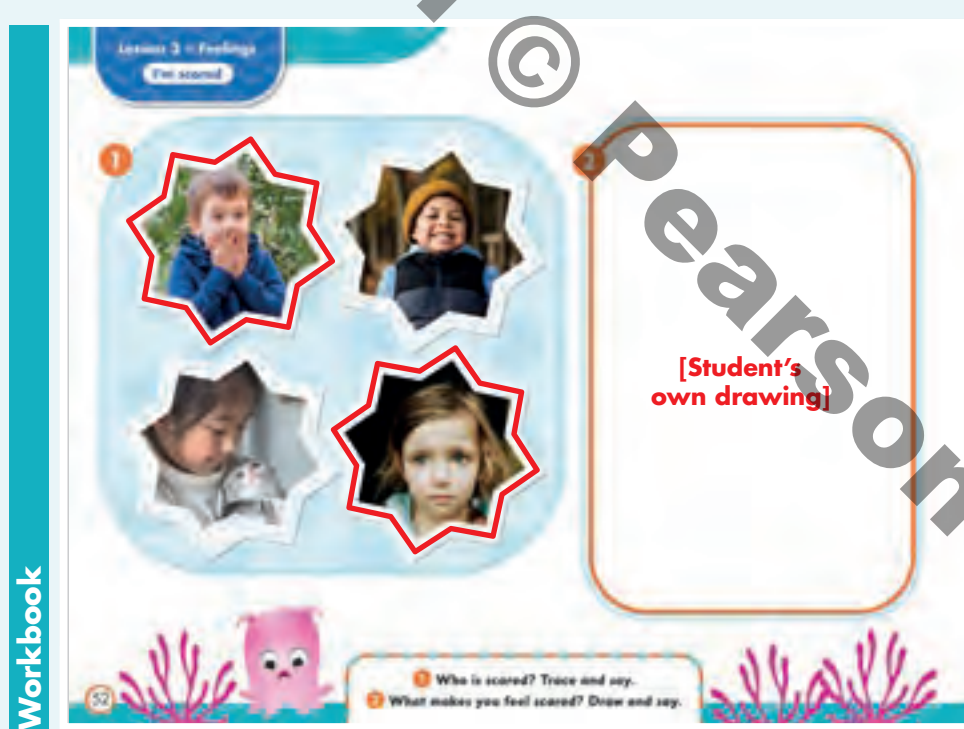 © Pearson
Workbook
Lesson 3 – Feelings
I'm scared
1
2
[Student's
own drawing]
52
1 Who is scared? Trace and say.
2 What makes you feel scared? Draw and say.